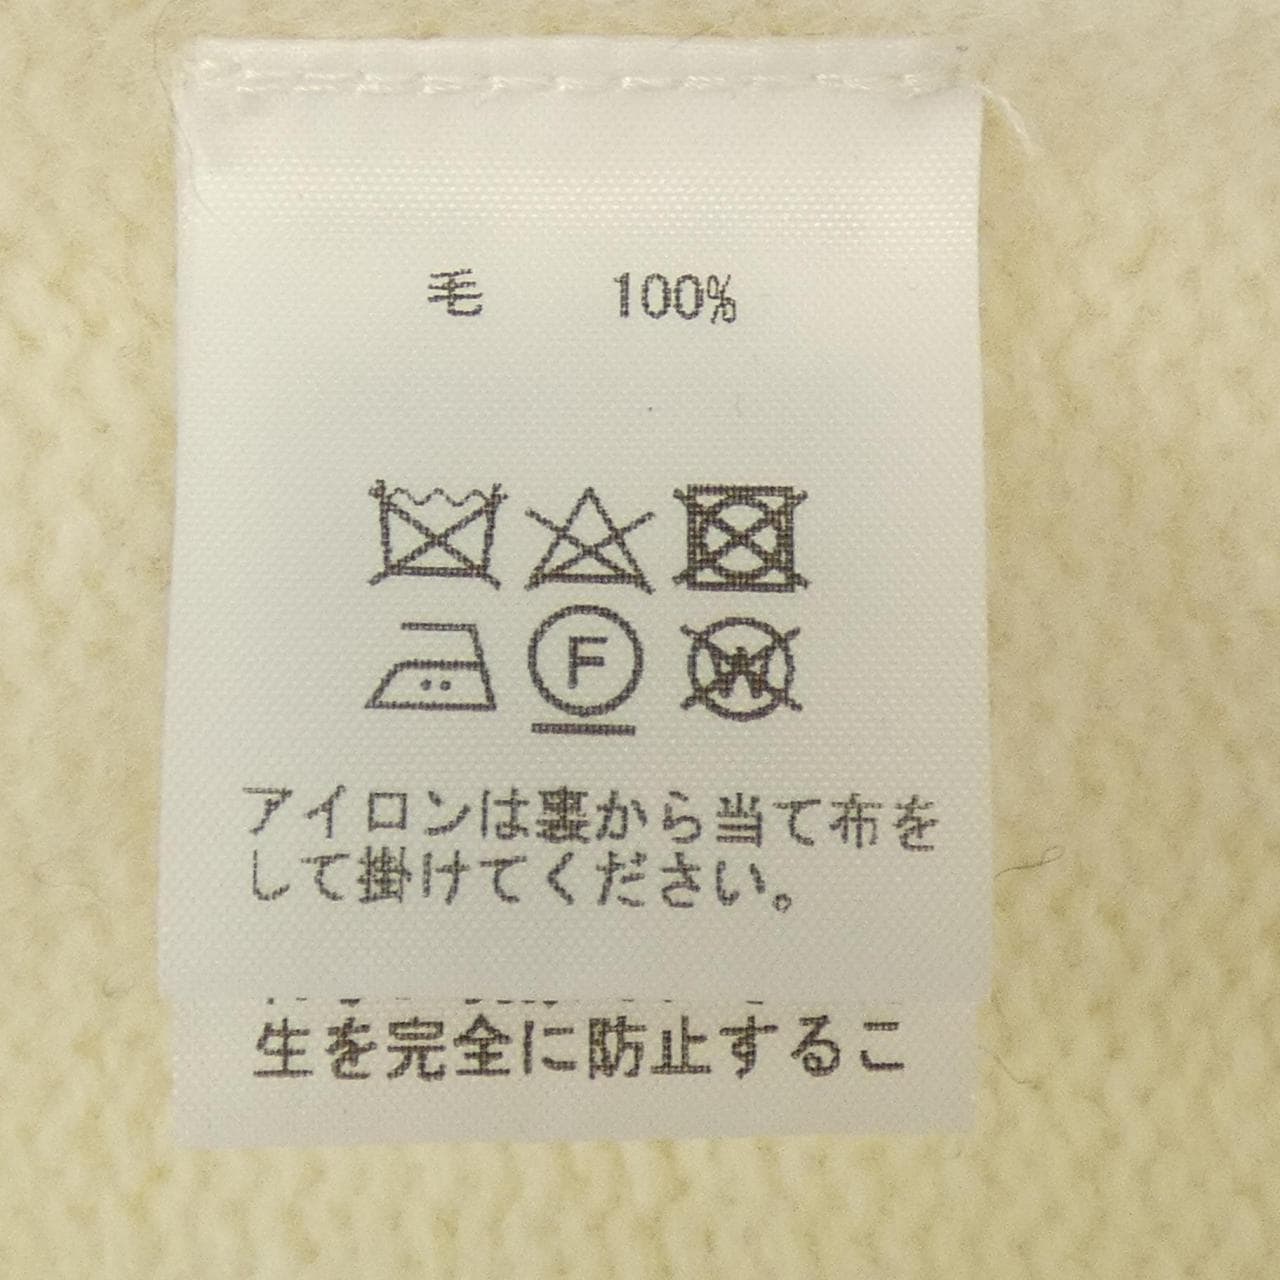 毛 100%
F
W
アイロンは裏から当て布を
して掛けてください。
生を完全に防止するこ